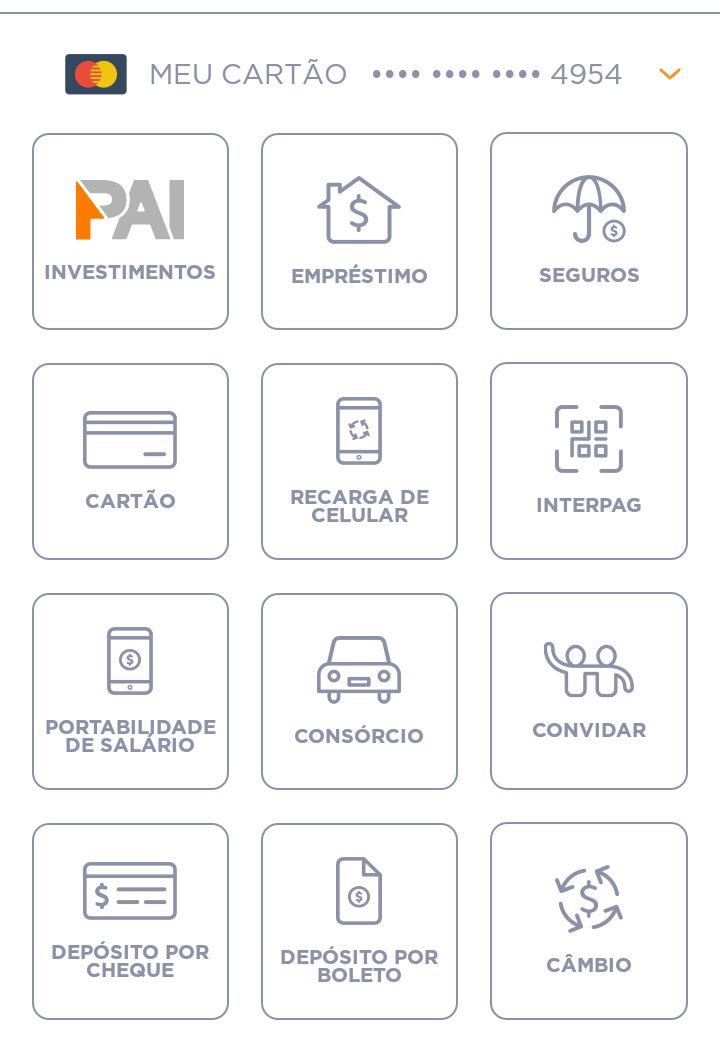 MEU CARTÃO •••• •••• •••• 4954
PAI
INVESTIMENTOS
$
EMPRÉSTIMO
$
SEGUROS
CARTÃO
RECARGA DE
CELULAR
INTERPAG
$
PORTABILIDADE
DE SALÁRIO
CONSÓRCIO
CONVIDAR
$
DEPÓSITO POR
CHEQUE
$
DEPÓSITO POR
BOLETO
$
CÂMBIO